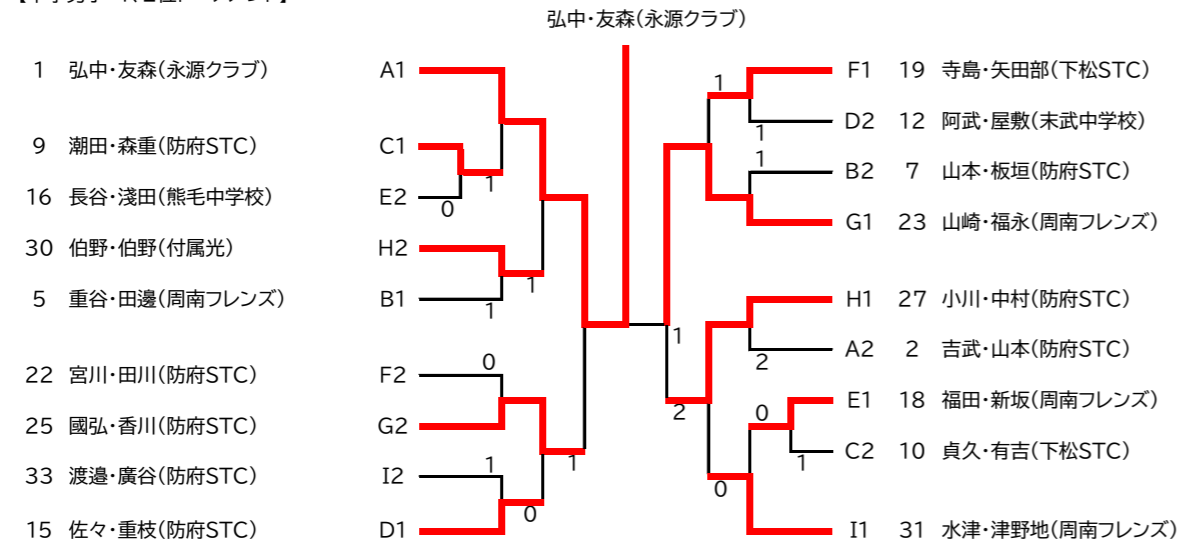 弘中・友森(永源クラブ)
1 弘中・友森(永源クラブ) A1
9 潮田・森重(防府STC) C1
16 長谷・淺田(熊毛中学校) E2
30 伯野・伯野(付属光) H2
5 重谷・田邊(周南フレンズ) B1
22 宮川・田川(防府STC) F2
25 國弘・香川(防府STC) G2
33 渡邉・廣谷(防府STC) I2
15 佐々・重枝(防府STC) D1
1
0
1
1
0
1
1
0
F1 19 寺島・矢田部(下松STC)
D2 12 阿武・屋敷(末武中学校)
B2 7 山本・板垣(防府STC)
G1 23 山崎・福永(周南フレンズ)
H1 27 小川・中村(防府STC)
A2 2 吉武・山本(防府STC)
E1 18 福田・新坂(周南フレンズ)
C2 10 貞久・有吉(下松STC)
I1 31 水津・津野地(周南フレンズ)
1
1
1
1
2
2
0
1
0